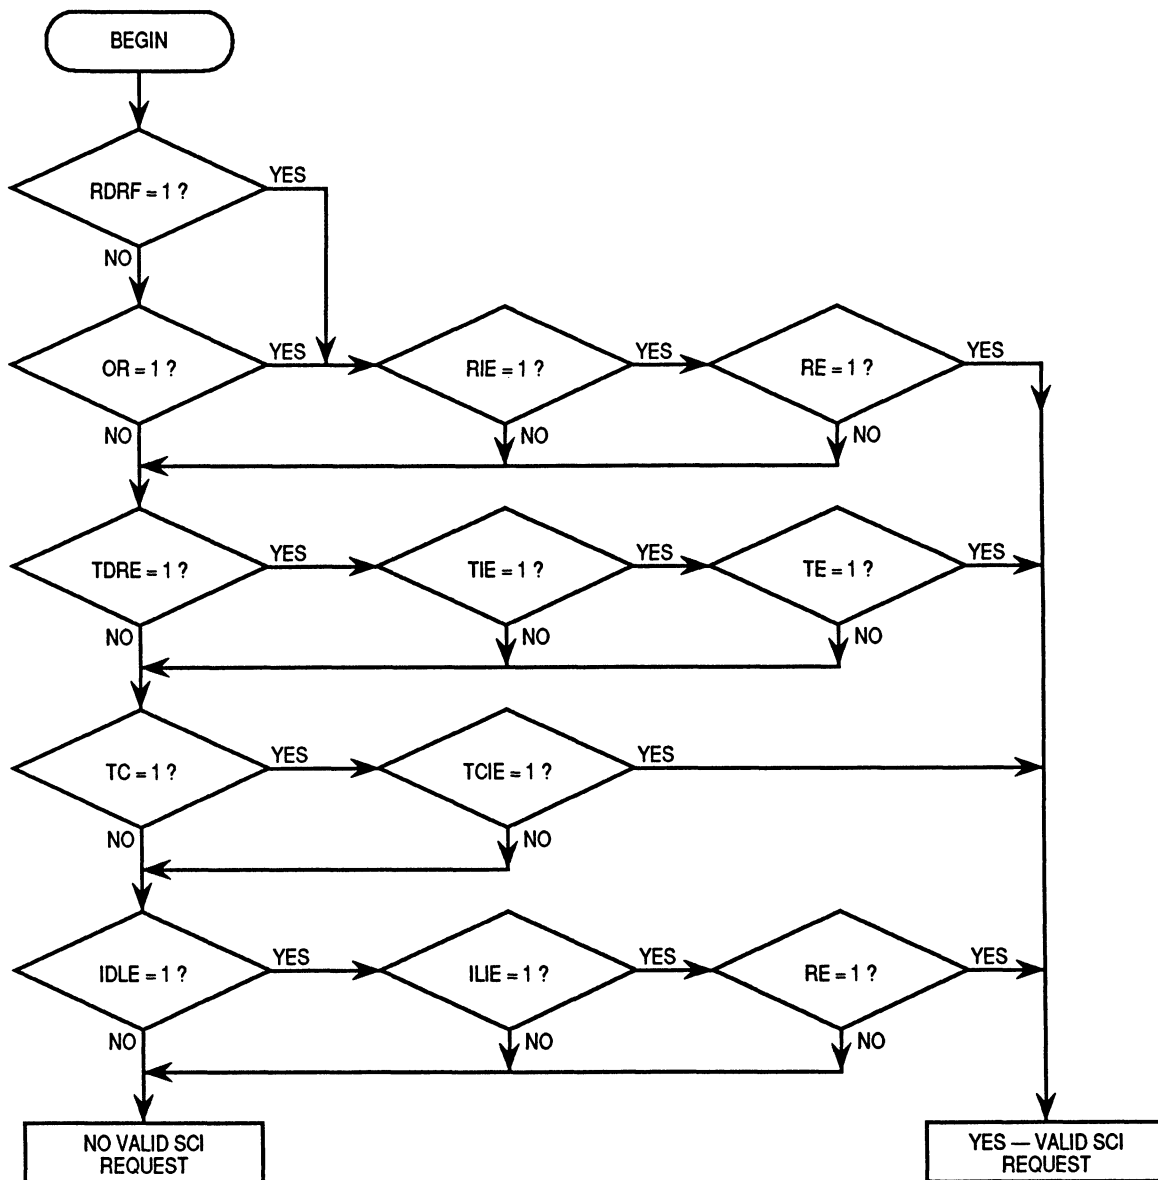 BEGIN
RDRF = 1 ?
YES
NO
OR = 1 ?
YES
RIE = 1 ?
YES
RE = 1 ?
YES
NO
NO
NO
TDRE = 1 ?
YES
TIE = 1 ?
YES
TE = 1 ?
YES
NO
NO
NO
TC = 1 ?
YES
TCIE = 1 ?
YES
NO
NO
IDLE = 1 ?
YES
ILIE = 1 ?
YES
RE = 1 ?
YES
NO
NO
NO
NO VALID SCI
REQUEST
YES — VALID SCI
REQUEST